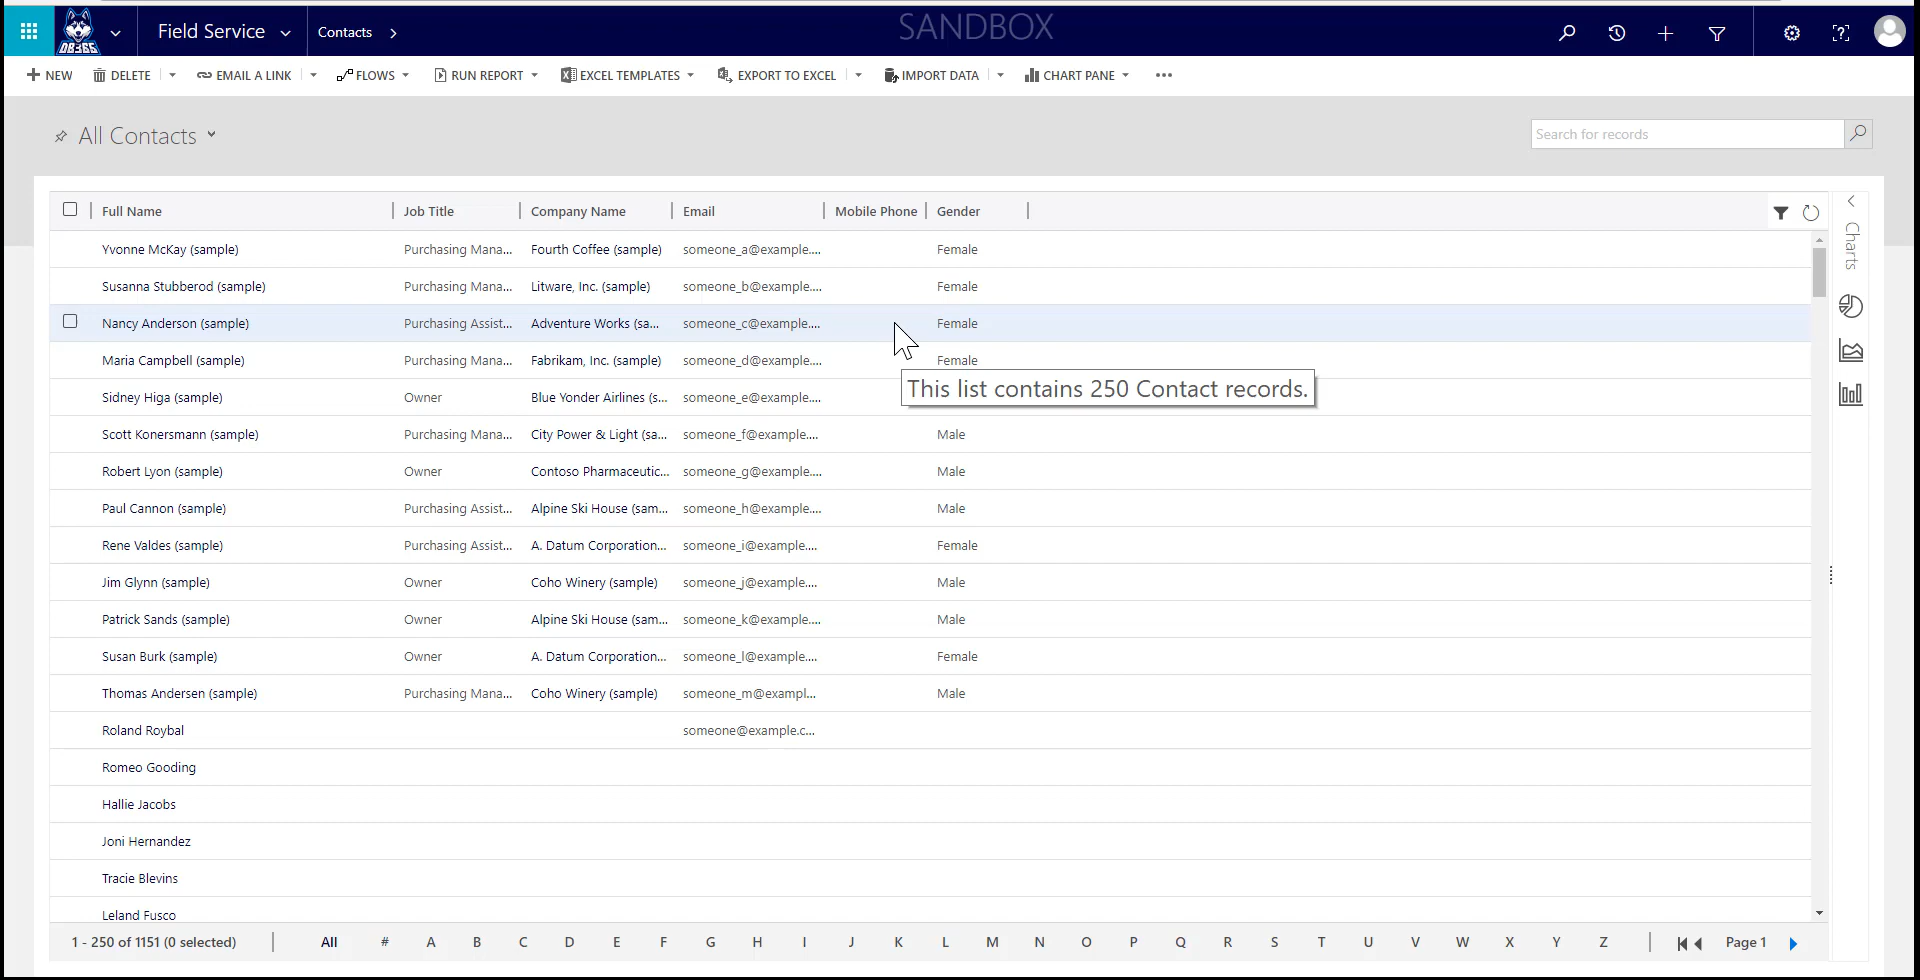 DB365 Field Service Contacts SANDBOX
NEW DELETE EMAIL A LINK FLOWS RUN REPORT EXCEL TEMPLATES EXPORT TO EXCEL IMPORT DATA CHART PANE
All Contacts Search for records
Full Name Job Title Company Name Email Mobile Phone Gender
Charts
Yvonne McKay (sample) Purchasing Mana... Fourth Coffee (sample) someone_a@example.... Female
Susanna Stubberod (sample) Purchasing Mana... Litware, Inc. (sample) someone_b@example.... Female
Nancy Anderson (sample) Purchasing Assist... Adventure Works (sa... someone_c@example.... Female
Maria Campbell (sample) Purchasing Mana... Fabrikam, Inc. (sample) someone_d@example.... Female
This list contains 250 Contact records.
Sidney Higa (sample) Owner Blue Yonder Airlines (s... someone_e@example....
Scott Konersmann (sample) Purchasing Mana... City Power & Light (sa... someone_f@example.... Male
Robert Lyon (sample) Owner Contoso Pharmaceutic... someone_g@example.... Male
Paul Cannon (sample) Purchasing Assist... Alpine Ski House (sam... someone_h@example.... Male
Rene Valdes (sample) Purchasing Assist... A. Datum Corporation... someone_i@example.... Female
Jim Glynn (sample) Owner Coho Winery (sample) someone_j@example.... Male
Patrick Sands (sample) Owner Alpine Ski House (sam... someone_k@example.... Male
Susan Burk (sample) Owner A. Datum Corporation... someone_l@example.... Female
Thomas Andersen (sample) Purchasing Mana... Coho Winery (sample) someone_m@exampl... Male
Roland Roybal someone@example.c...
Romeo Gooding
Hallie Jacobs
Joni Hernandez
Tracie Blevins
Leland Fusco
1 - 250 of 1151 (0 selected) All # A B C D E F G H I J K L M N O P Q R S T U V W X Y Z Page 1